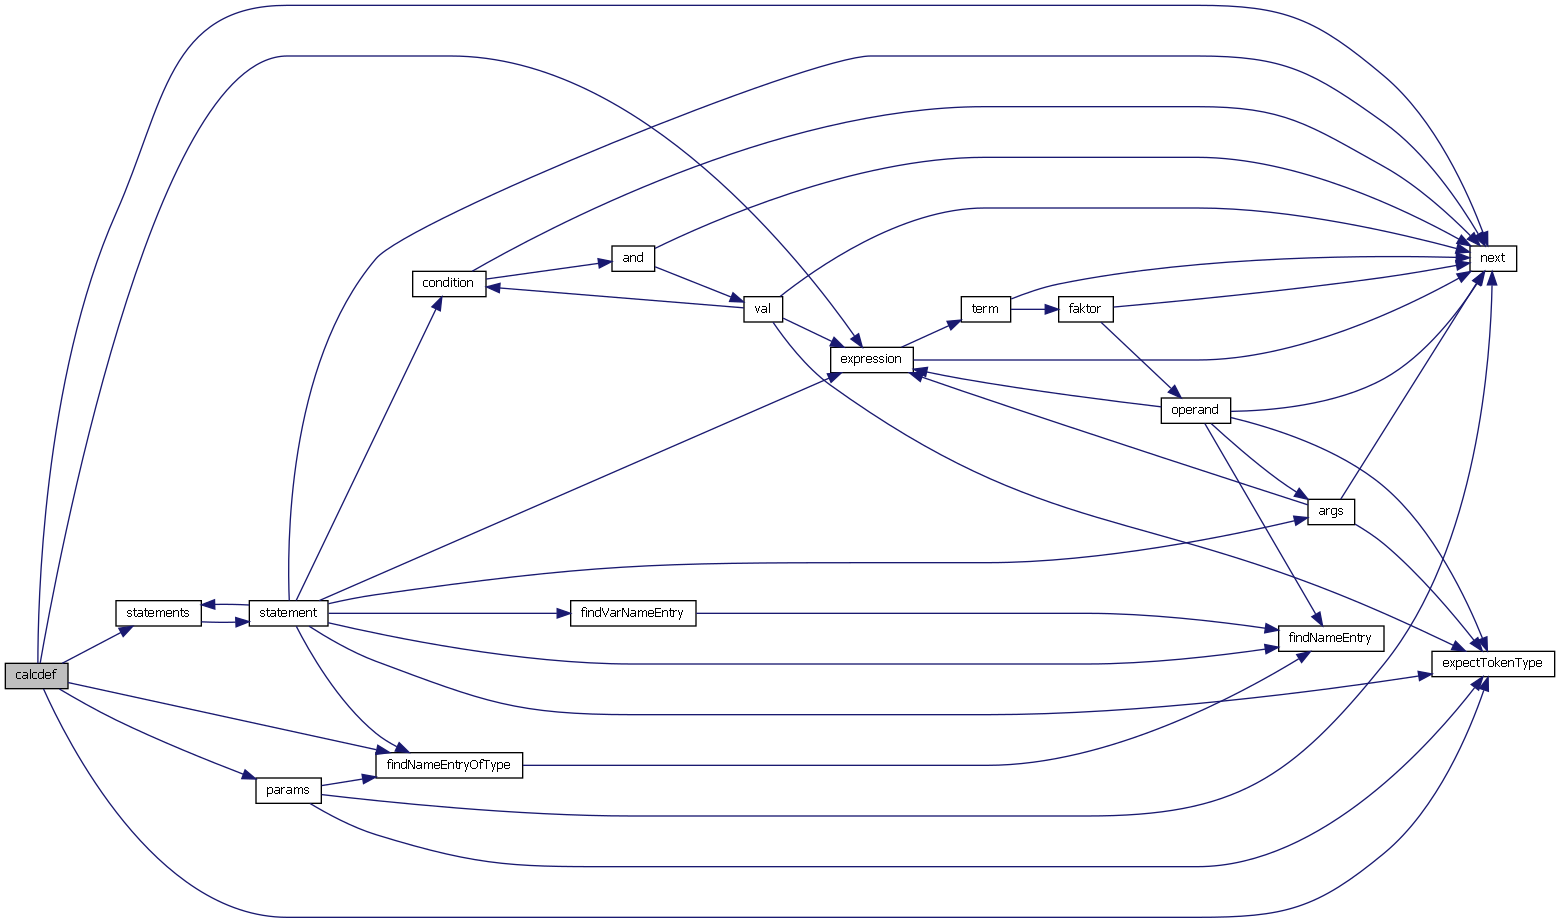 and
next
condition
val
term
faktor
expression
operand
args
statements
statement
findVarNameEntry
findNameEntry
expectTokenType
calcdef
findNameEntryOfType
params